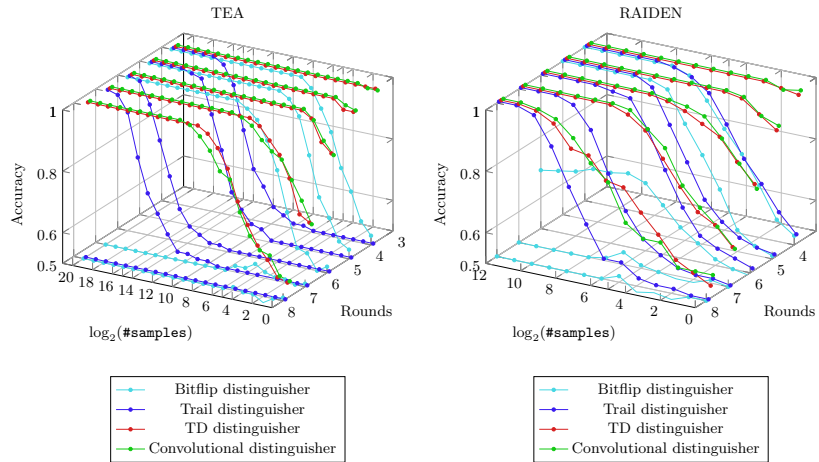 TEA
1
0.8
0.6
0.5
Accuracy
20 18 16 14 12 10 8 6 4 2 0
log2(#samples)
3
4
5
6
7
8
Rounds
Bitflip distinguisher
Trail distinguisher
TD distinguisher
Convolutional distinguisher
RAIDEN
1
0.8
0.6
0.5
Accuracy
12 10 8 6 4 2 0
log2(#samples)
4
5
6
7
8
Rounds
Bitflip distinguisher
Trail distinguisher
TD distinguisher
Convolutional distinguisher